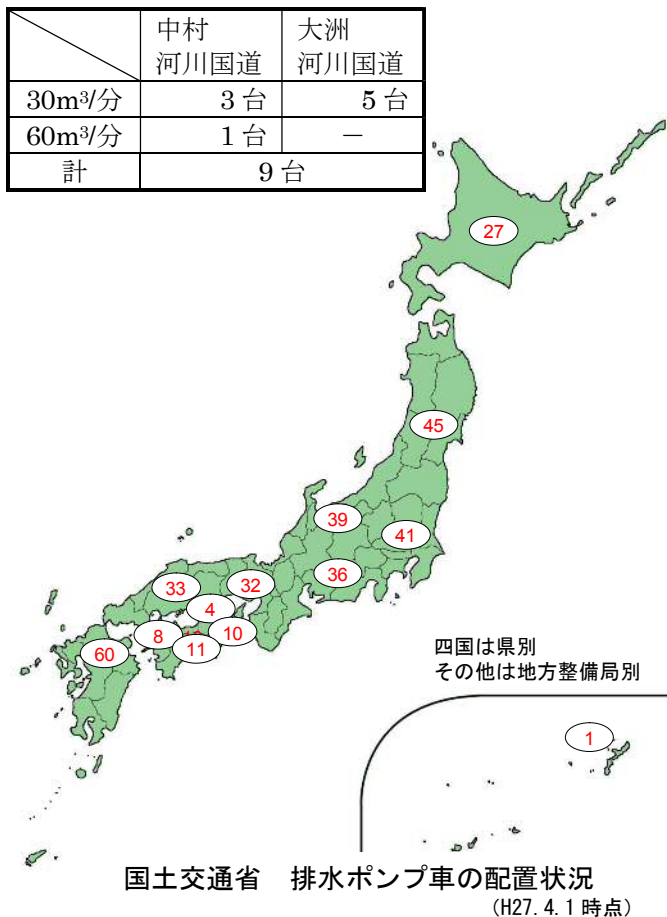 中村
河川国道
大洲
河川国道
30m³/分 3台 5台
60m³/分 1台 −
計 9台
27
45
39
41
36
33
32
4
8
10
11
60
四国は県別
その他は地方整備局別
1
国土交通省 排水ポンプ車の配置状況
(H27.4.1時点)